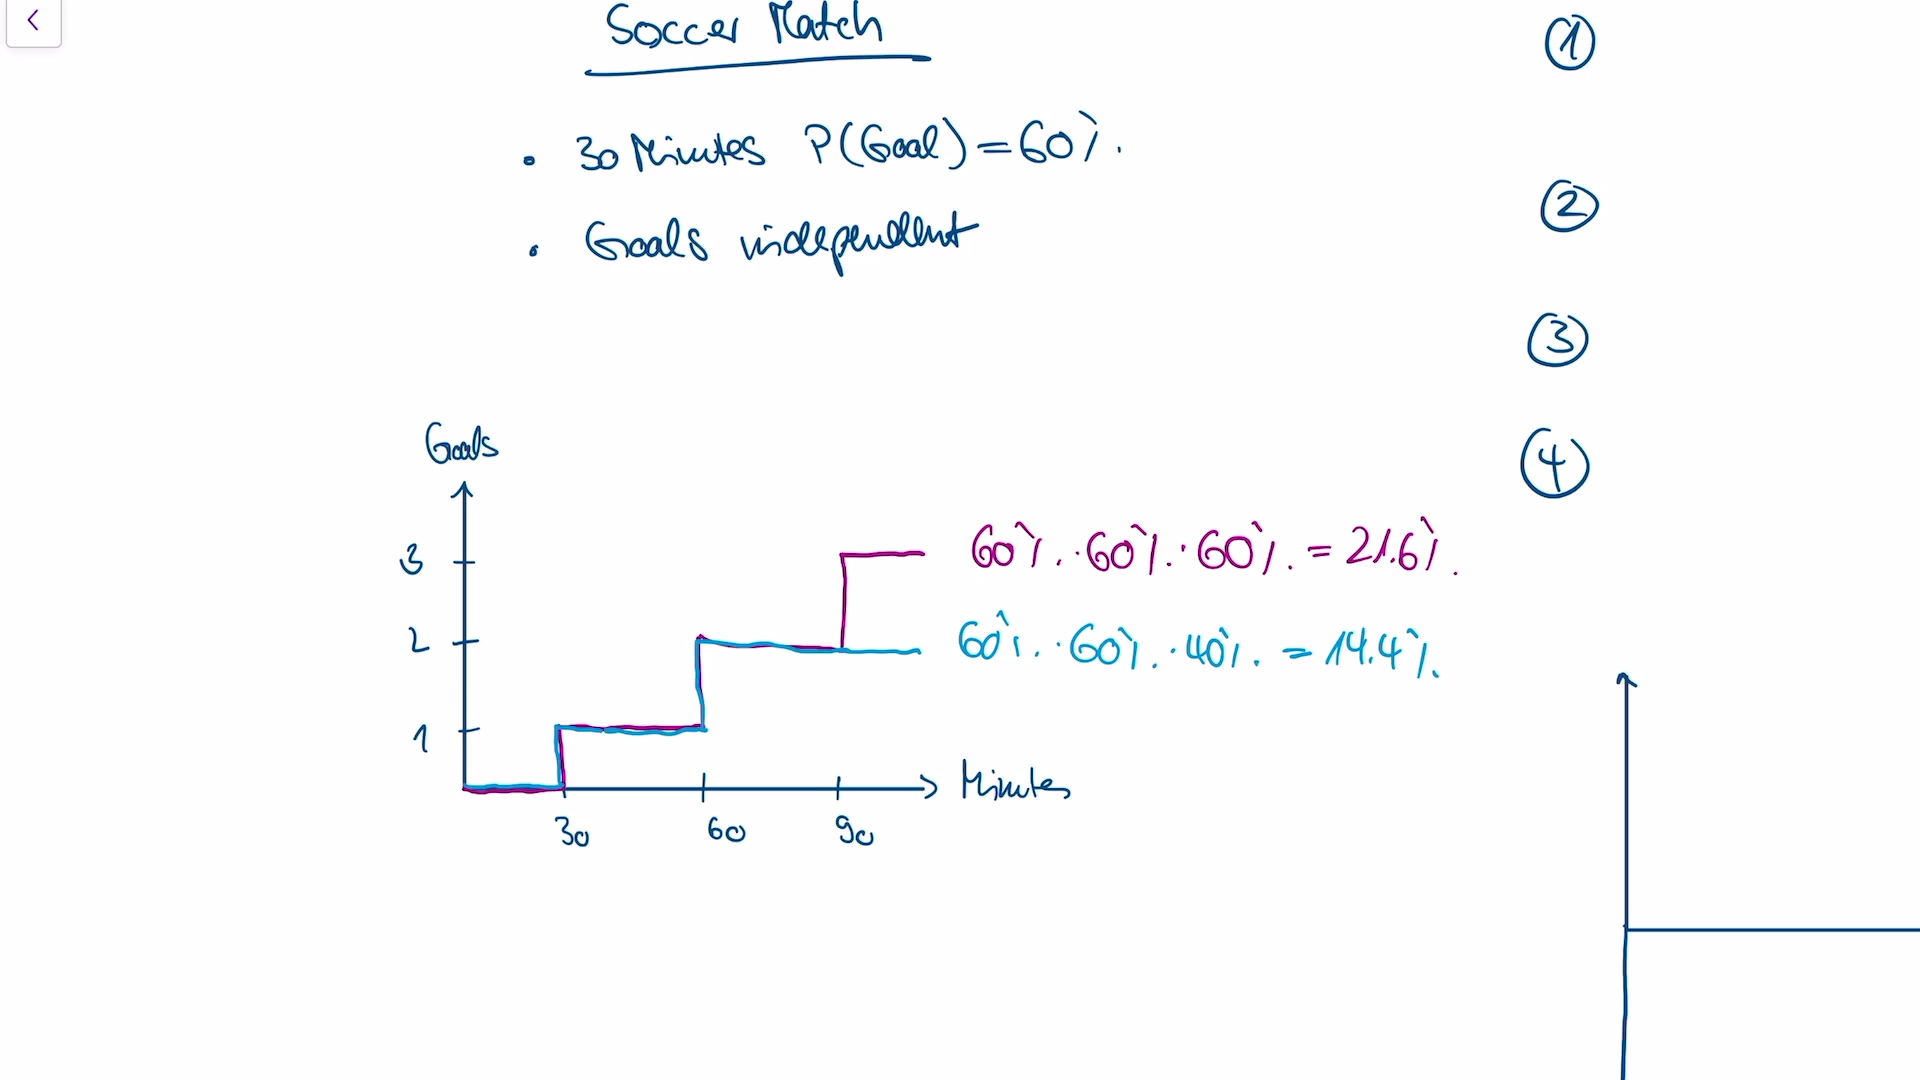 Soccer Match
①
• 30 Minutes P(Goal) = 60%.
②
• Goals independent
③
Goals
④
3
60% · 60% · 60% = 21.6%.
2
60% · 60% · 40% = 14.4%.
1
Minutes
30 60 90